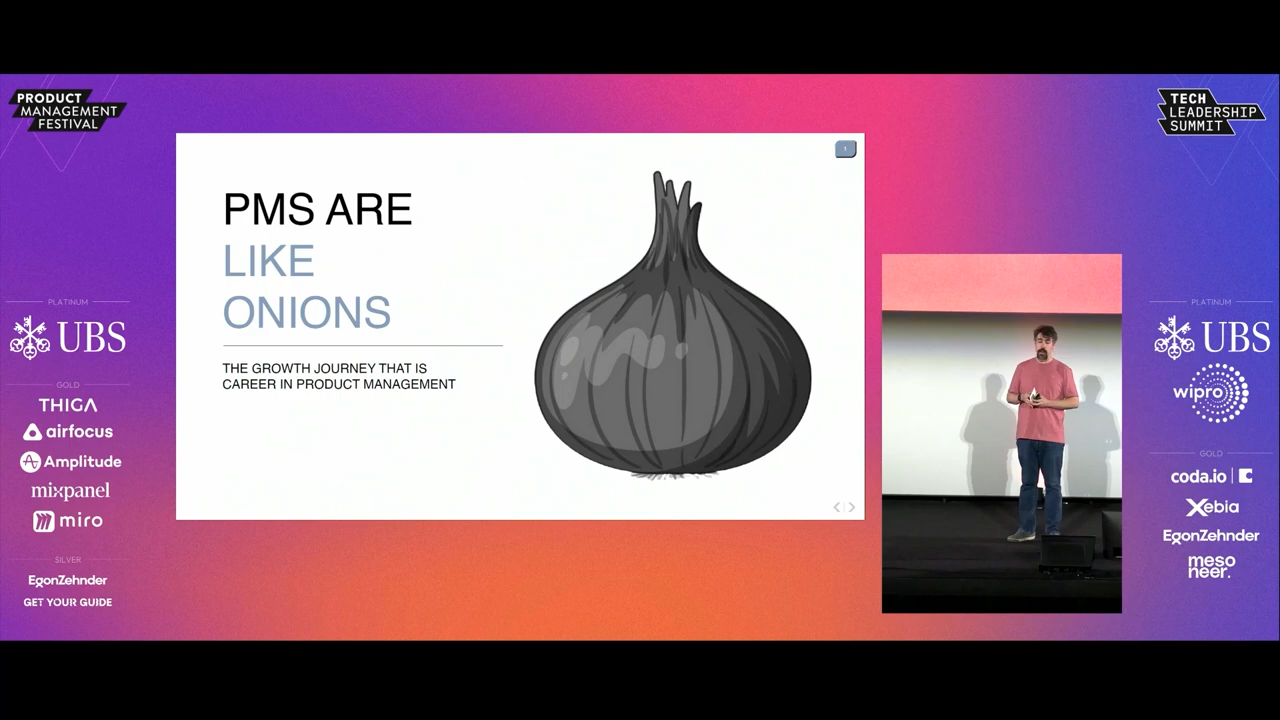 PRODUCT
MANAGEMENT
FESTIVAL
TECH
LEADERSHIP
SUMMIT
PMS ARE
LIKE
ONIONS
THE GROWTH JOURNEY THAT IS
CAREER IN PRODUCT MANAGEMENT
PLATINUM
UBS
GOLD
THIGA
airfocus
Amplitude
mixpanel
miro
SILVER
EgonZehnder
GET YOUR GUIDE
PLATINUM
UBS
wipro
GOLD
coda.io
Xebia
EgonZehnder
meso
neer.